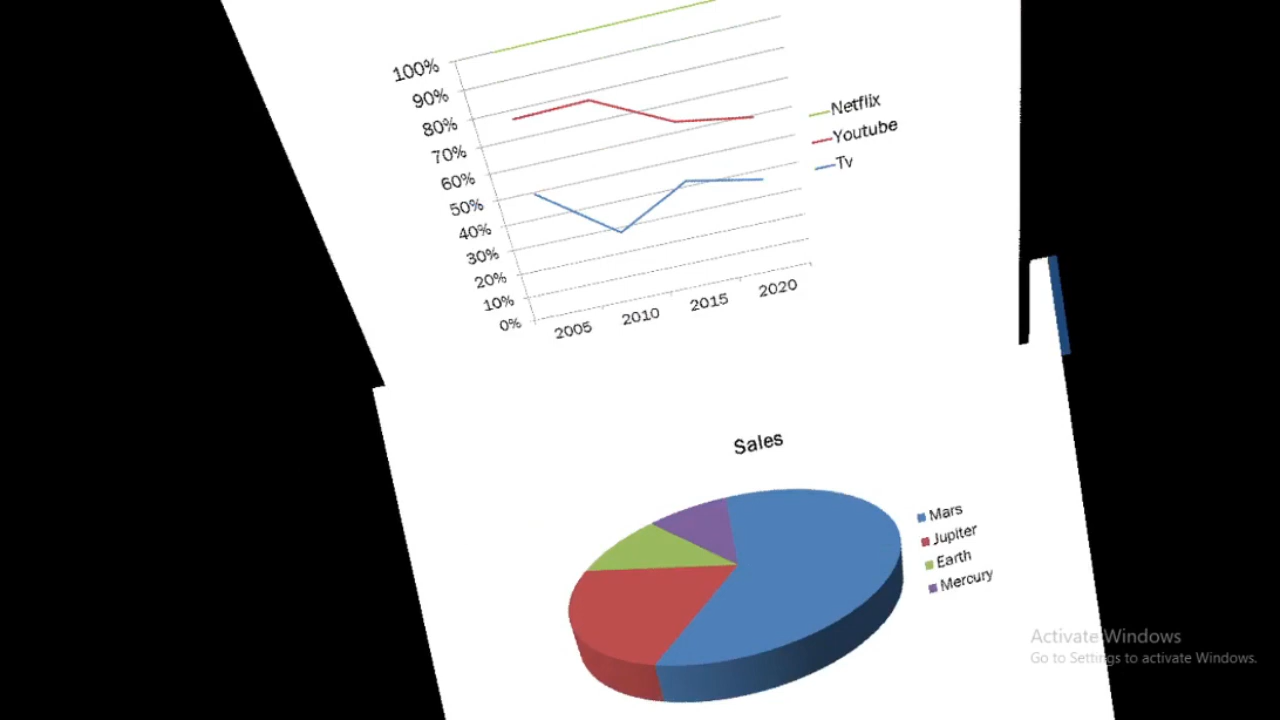 100%
90%
80%
70%
60%
50%
40%
30%
20%
10%
0%
2005
2010
2015
2020
Netflix
Youtube
Tv
Sales
Mars
Jupiter
Earth
Mercury
Activate Windows
Go to Settings to activate Windows.